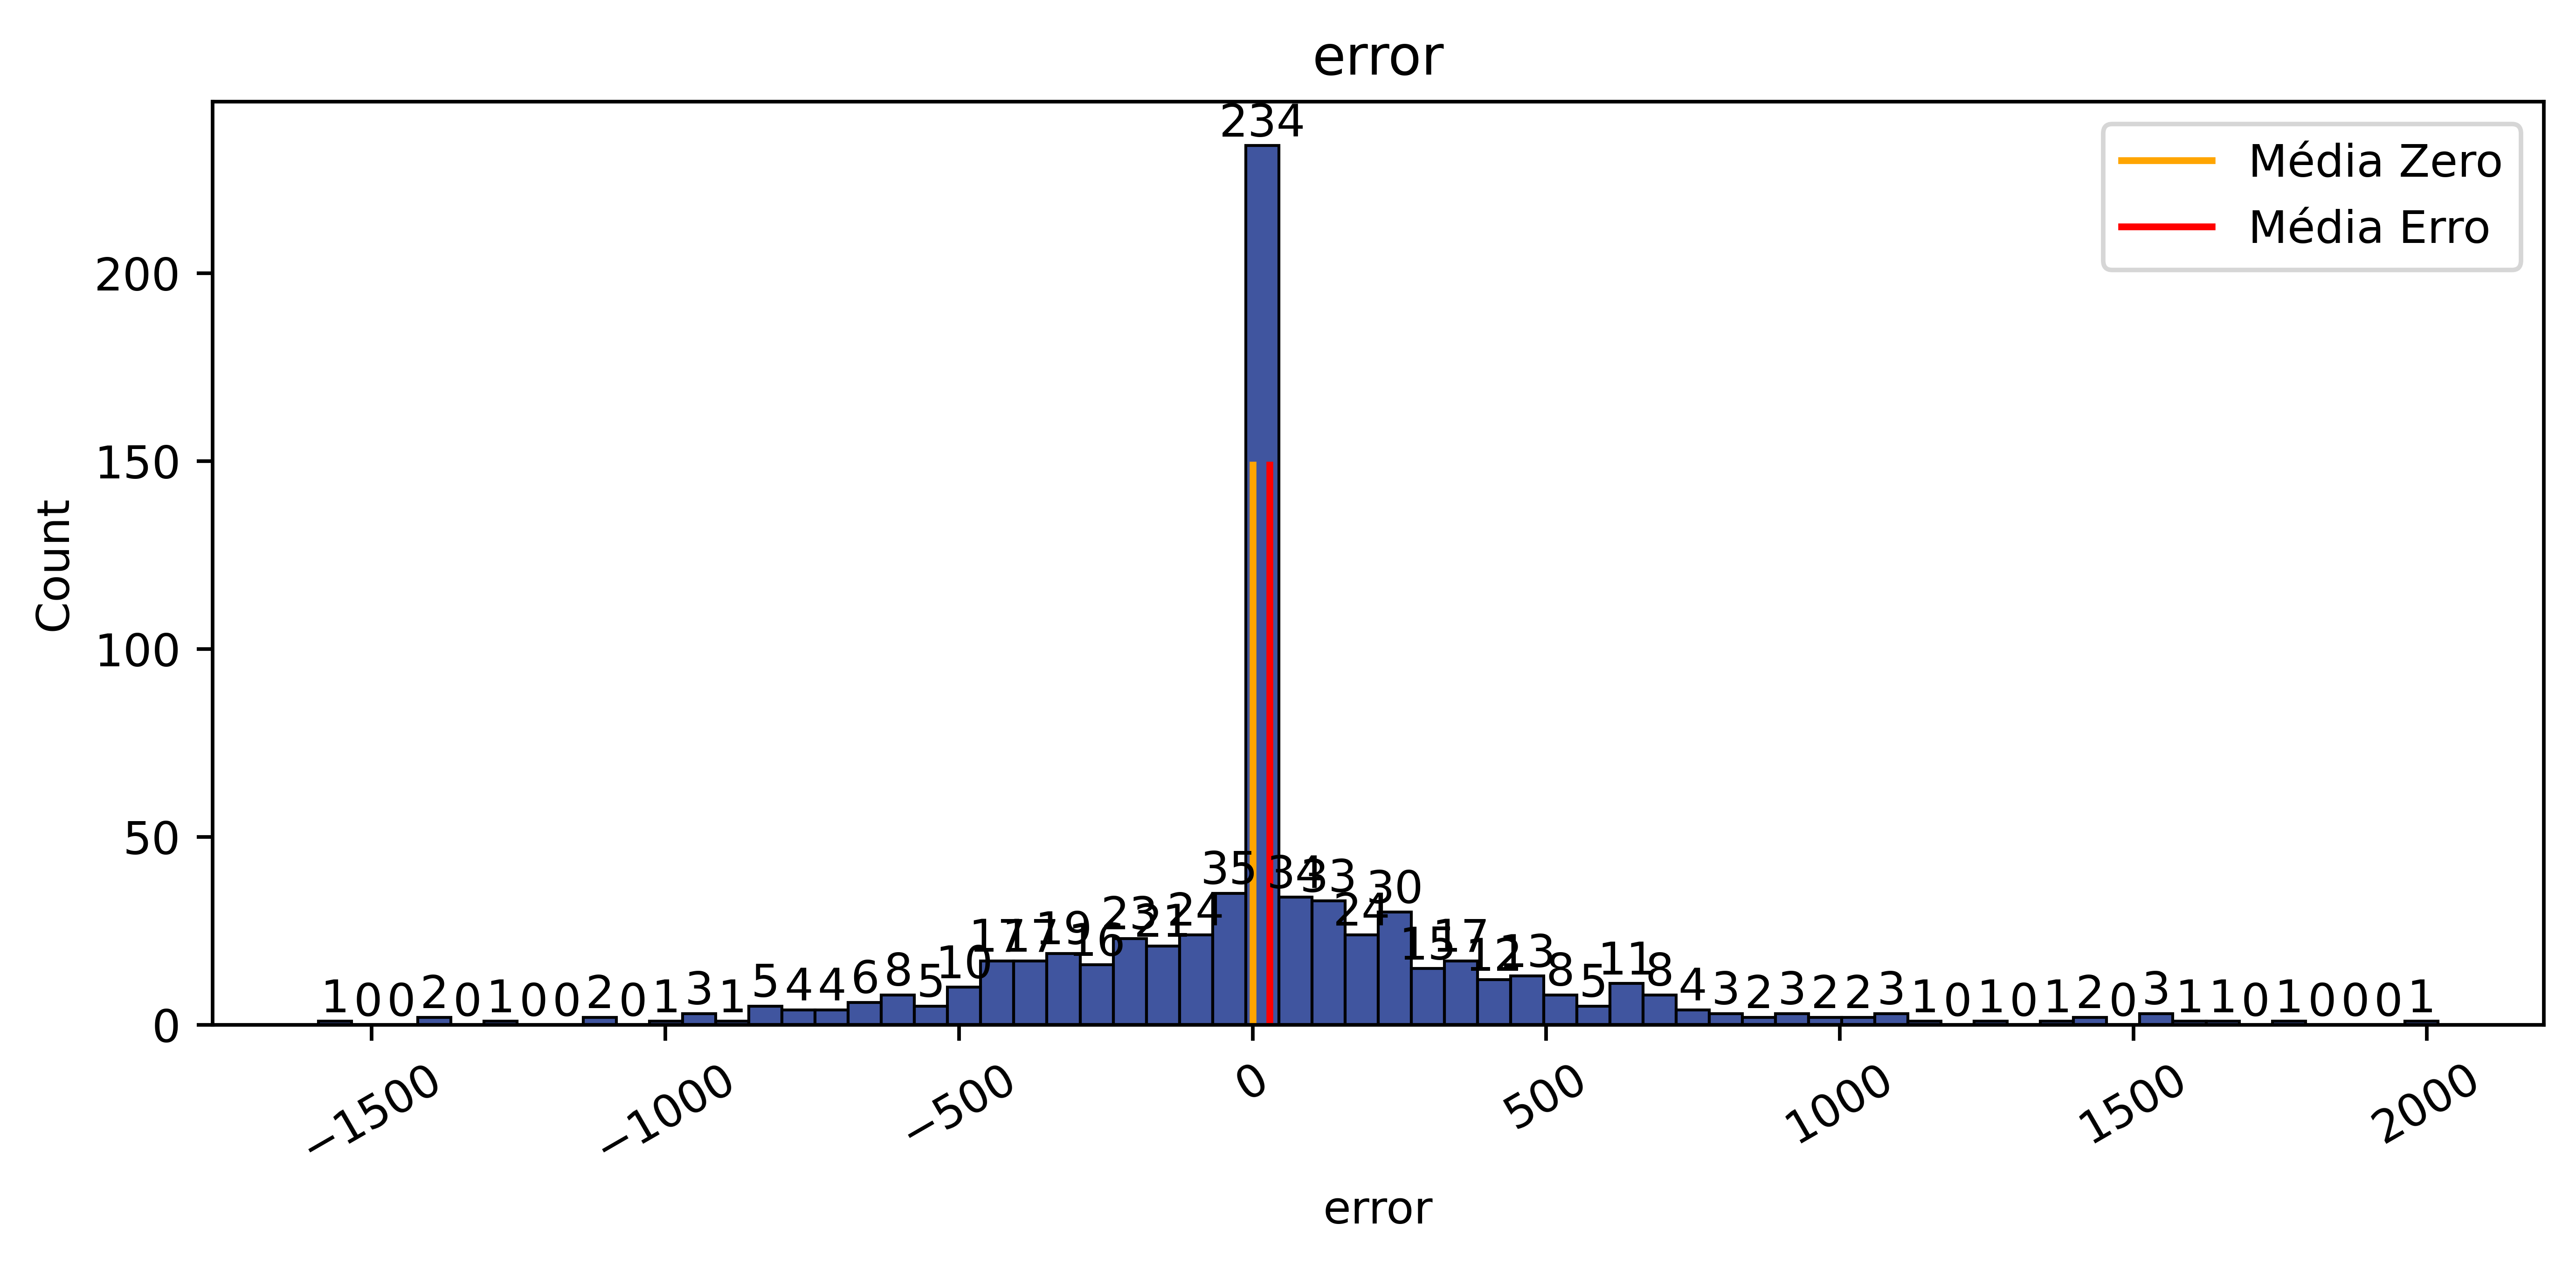 error
234
Média Zero
Média Erro
200
150
100
50
0
Count
1 0 0 2 0 1 0 0 2 0 1 3 1 5 4 4 6 8 5 10 17 17 19 16 23 21 24 35 34 33 24 30 15 17 12 13 8 5 11 8 4 3 2 3 2 2 3 1 0 1 0 1 2 0 3 1 1 0 1 0 0 0 1
−1500 −1000 −500 0 500 1000 1500 2000
error